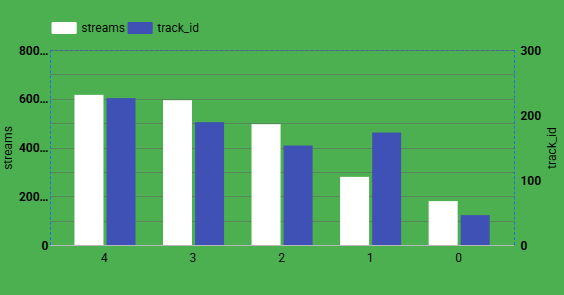 streams track_id
800... 300
600...
200
400...
100
200...
0 0
4 3 2 1 0
streams
track_id